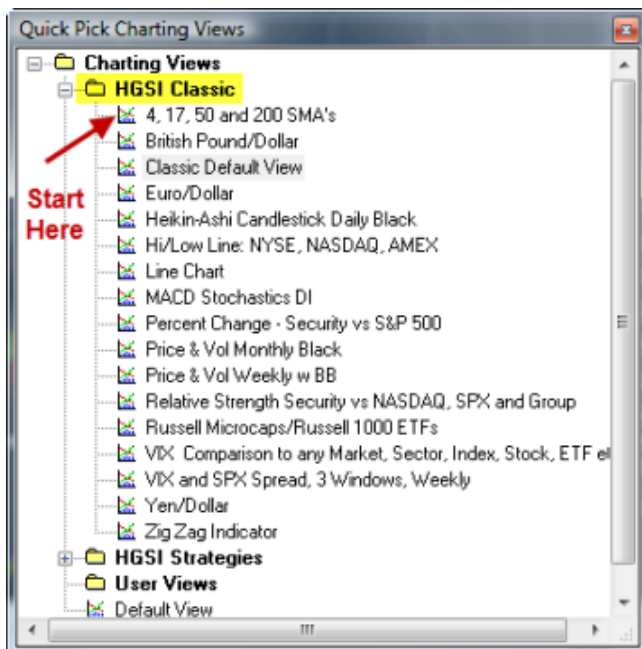 Quick Pick Charting Views
Charting Views
HGSI Classic
4, 17, 50 and 200 SMA's
British Pound/Dollar
Classic Default View
Euro/Dollar
Start
Here
Heikin-Ashi Candlestick Daily Black
Hi/Low Line: NYSE, NASDAQ, AMEX
Line Chart
MACD Stochastics DI
Percent Change - Security vs S&P 500
Price & Vol Monthly Black
Price & Vol Weekly w BB
Relative Strength Security vs NASDAQ, SPX and Group
Russell Microcaps/Russell 1000 ETFs
VIX Comparison to any Market, Sector, Index, Stock, ETF et
VIX and SPX Spread, 3 Windows, Weekly
Yen/Dollar
Zig Zag Indicator
HGSI Strategies
User Views
Default View